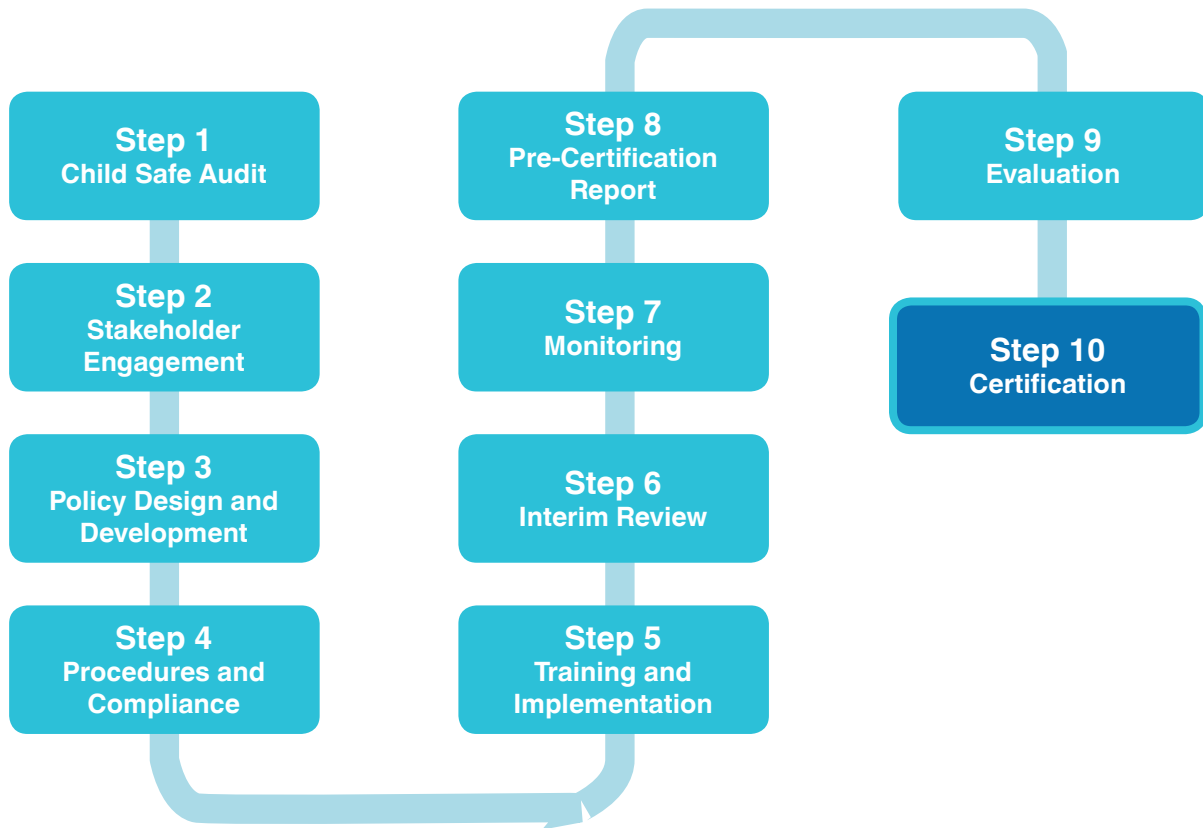 Step 1
Child Safe Audit
Step 2
Stakeholder
Engagement
Step 3
Policy Design and
Development
Step 4
Procedures and
Compliance
Step 5
Training and
Implementation
Step 6
Interim Review
Step 7
Monitoring
Step 8
Pre-Certification
Report
Step 9
Evaluation
Step 10
Certification